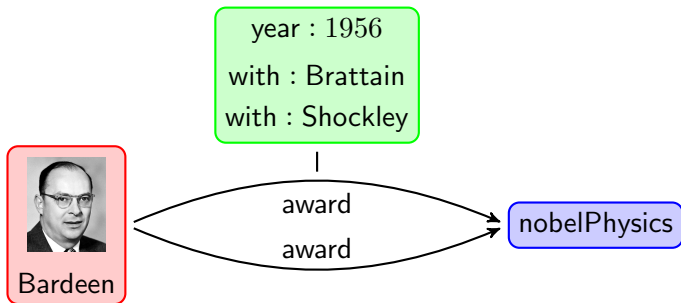 year : 1956
with : Brattain
with : Shockley
award
nobelPhysics
award
Bardeen